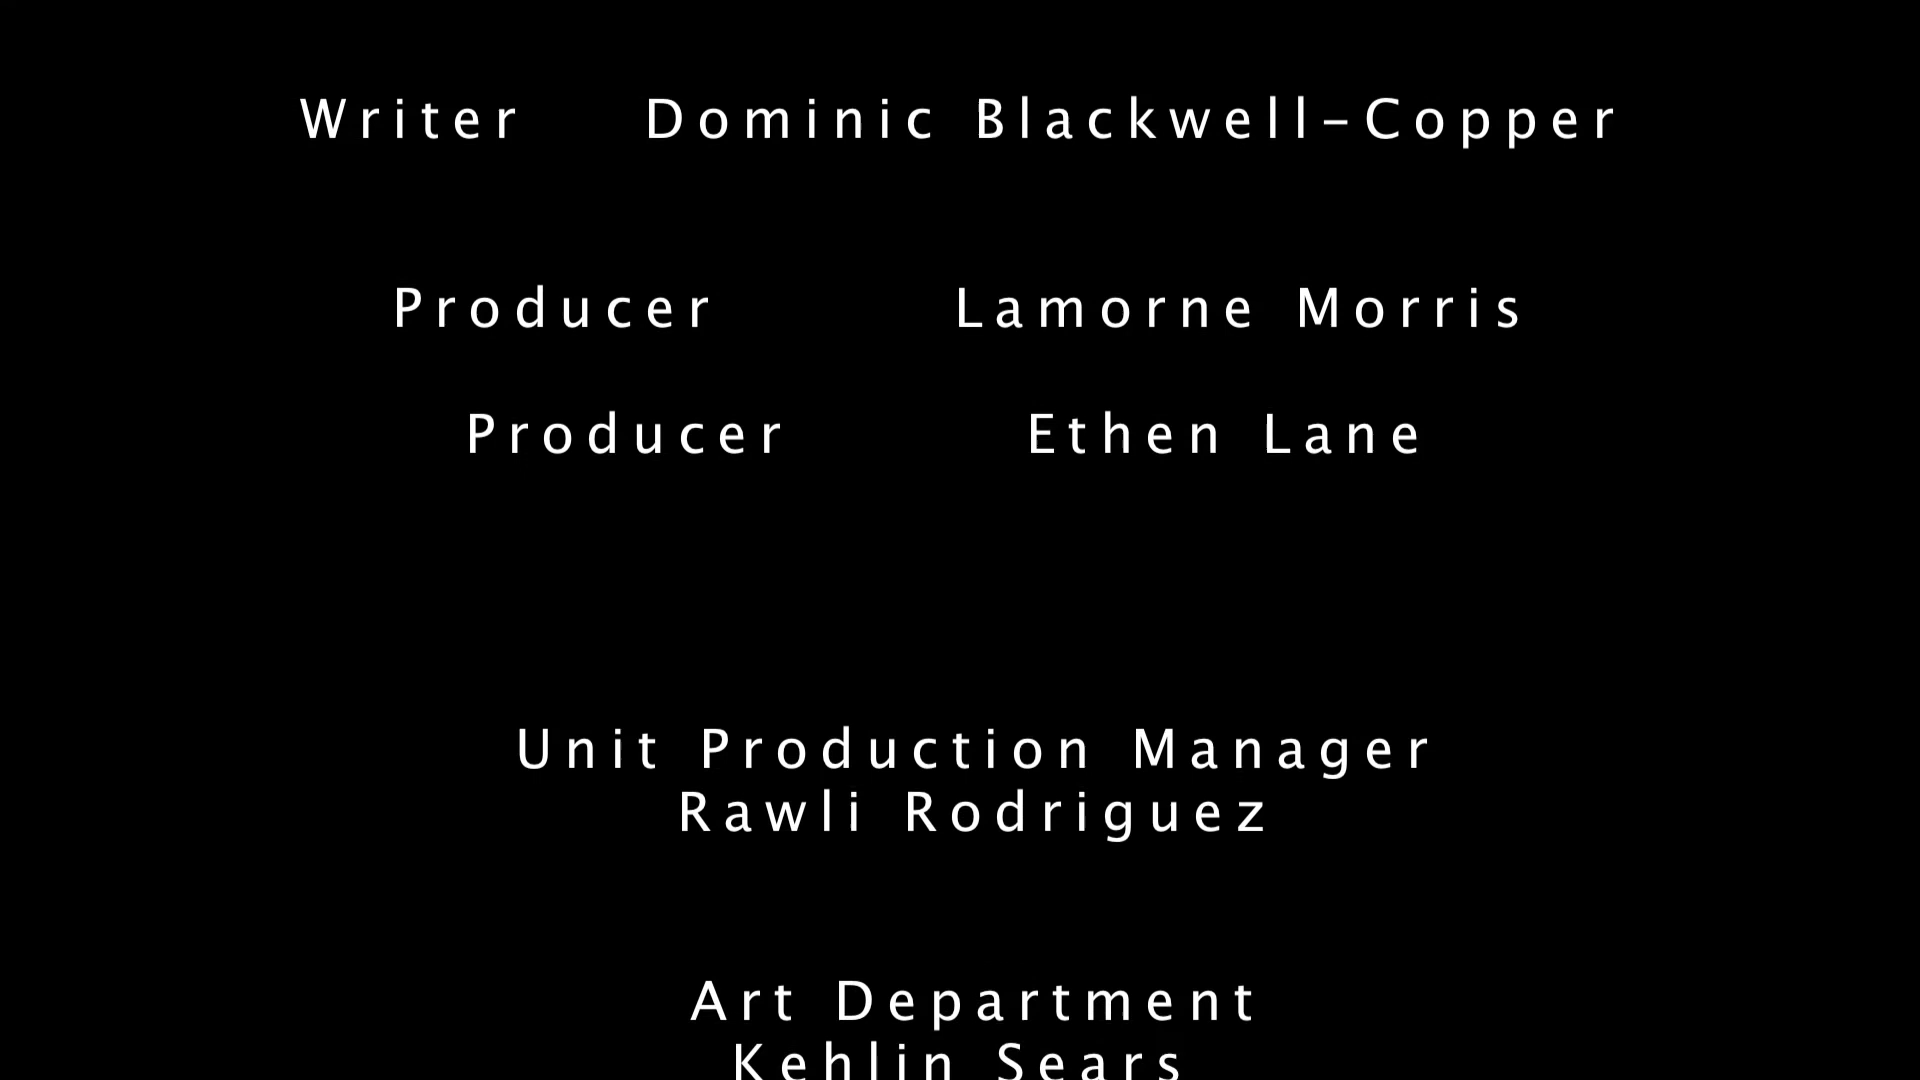 Writer Dominic Blackwell-Copper
Producer Lamorne Morris
Producer Ethen Lane
Unit Production Manager
Rawli Rodriguez
Art Department
Kehlin Sears